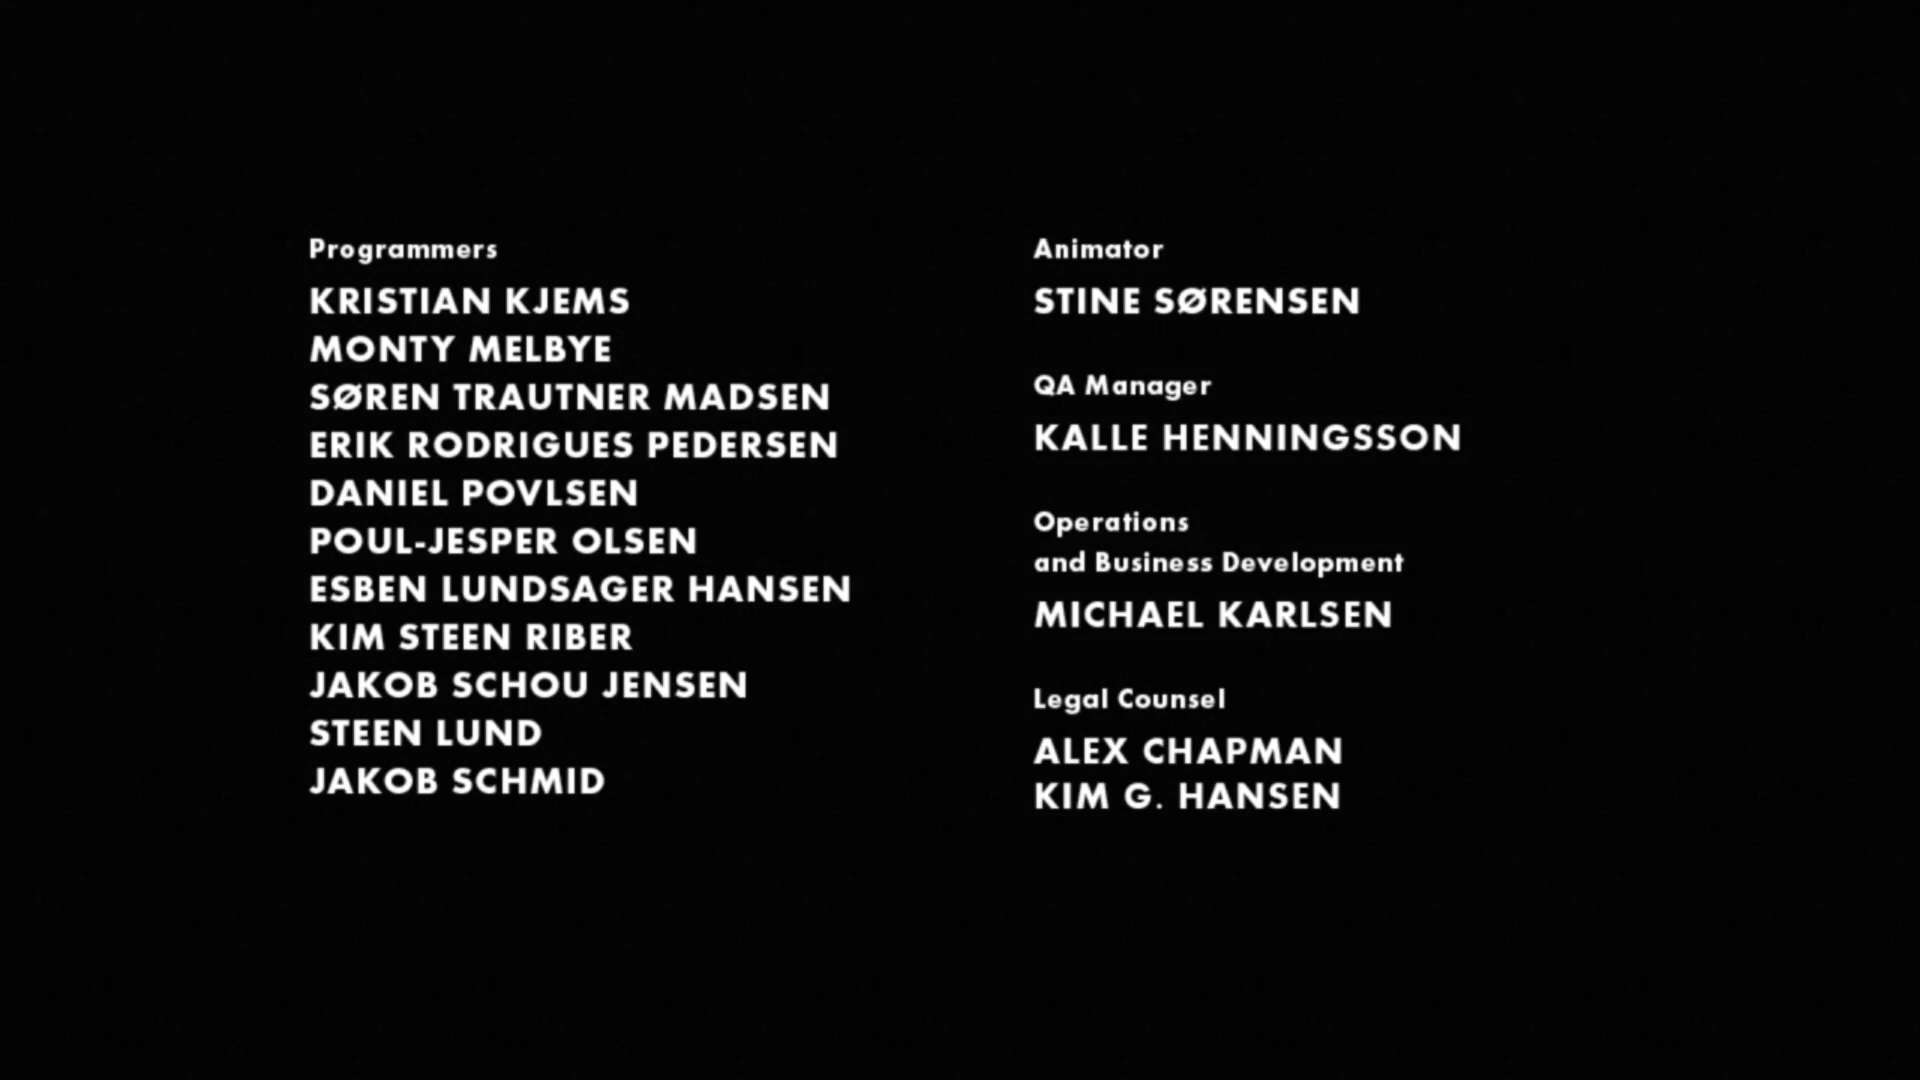 Programmers
KRISTIAN KJEMS
MONTY MELBYE
SØREN TRAUTNER MADSEN
ERIK RODRIGUES PEDERSEN
DANIEL POVLSEN
POUL-JESPER OLSEN
ESBEN LUNDSAGER HANSEN
KIM STEEN RIBER
JAKOB SCHOU JENSEN
STEEN LUND
JAKOB SCHMID
Animator
STINE SØRENSEN
QA Manager
KALLE HENNINGSSON
Operations
and Business Development
MICHAEL KARLSEN
Legal Counsel
ALEX CHAPMAN
KIM G. HANSEN